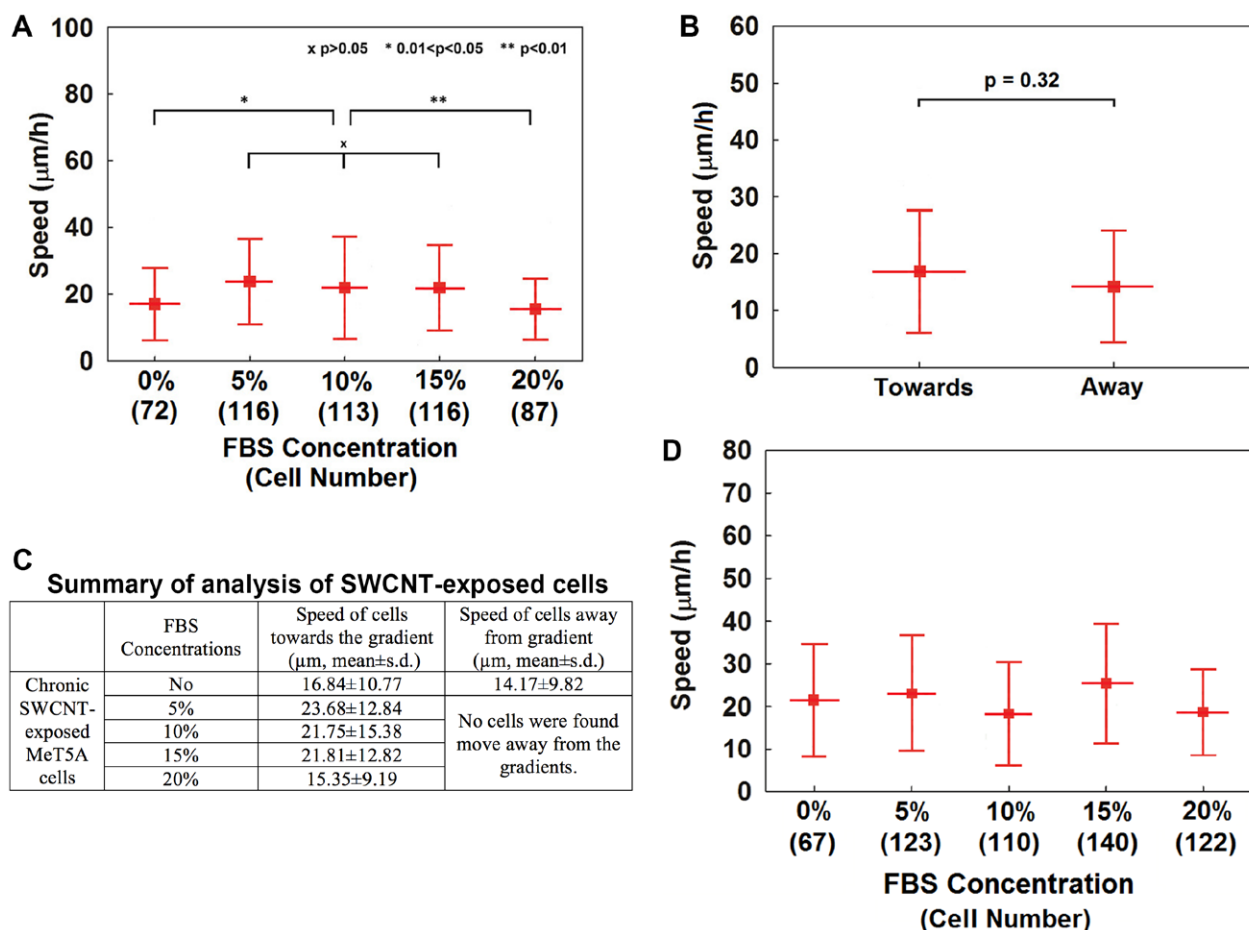 A
100
80
60
40
20
0
Speed (μm/h)
x p>0.05 * 0.01<p<0.05 ** p<0.01
*
**
x
0% 5% 10% 15% 20%
(72) (116) (113) (116) (87)
FBS Concentration
(Cell Number)
B
60
50
40
30
20
10
0
Speed (μm/h)
p = 0.32
Towards Away
C
Summary of analysis of SWCNT-exposed cells
FBS Concentrations
Speed of cells towards the gradient (μm, mean±s.d.)
Speed of cells away from gradient (μm, mean±s.d.)
Chronic SWCNT-exposed MeT5A cells
No 16.84±10.77 14.17±9.82
5% 23.68±12.84
10% 21.75±15.38
15% 21.81±12.82
20% 15.35±9.19
No cells were found move away from the gradients.
D
80
70
60
50
40
30
20
10
0
Speed (μm/h)
0% 5% 10% 15% 20%
(67) (123) (110) (140) (122)
FBS Concentration
(Cell Number)